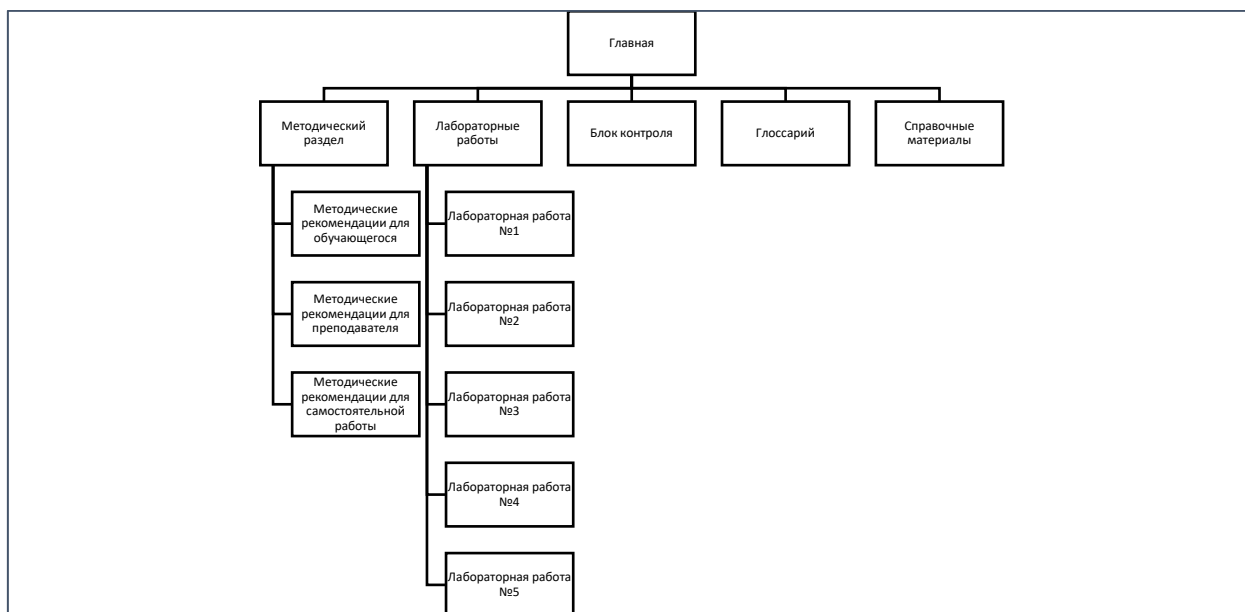 Главная
Методический
раздел
Лабораторные
работы
Блок контроля
Глоссарий
Справочные
материалы
Методические
рекомендации для
обучающегося
Методические
рекомендации для
преподавателя
Методические
рекомендации для
самостоятельной
работы
Лабораторная работа
№1
Лабораторная работа
№2
Лабораторная работа
№3
Лабораторная работа
№4
Лабораторная работа
№5